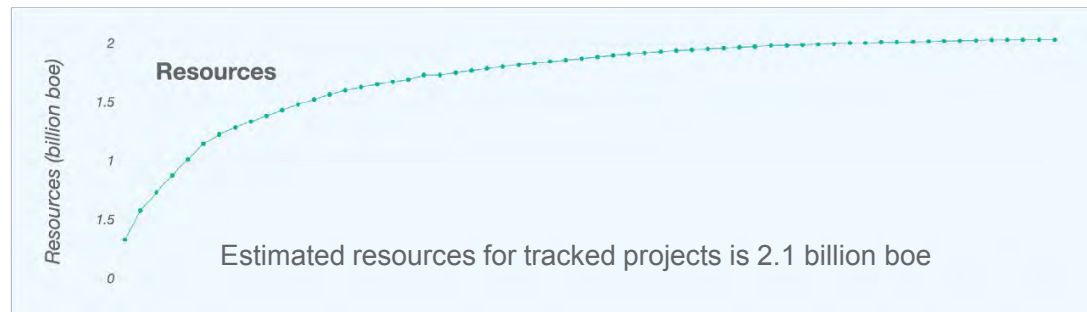 Resources (billion boe)
2
Resources
1.5
1
1.5
Estimated resources for tracked projects is 2.1 billion boe
0